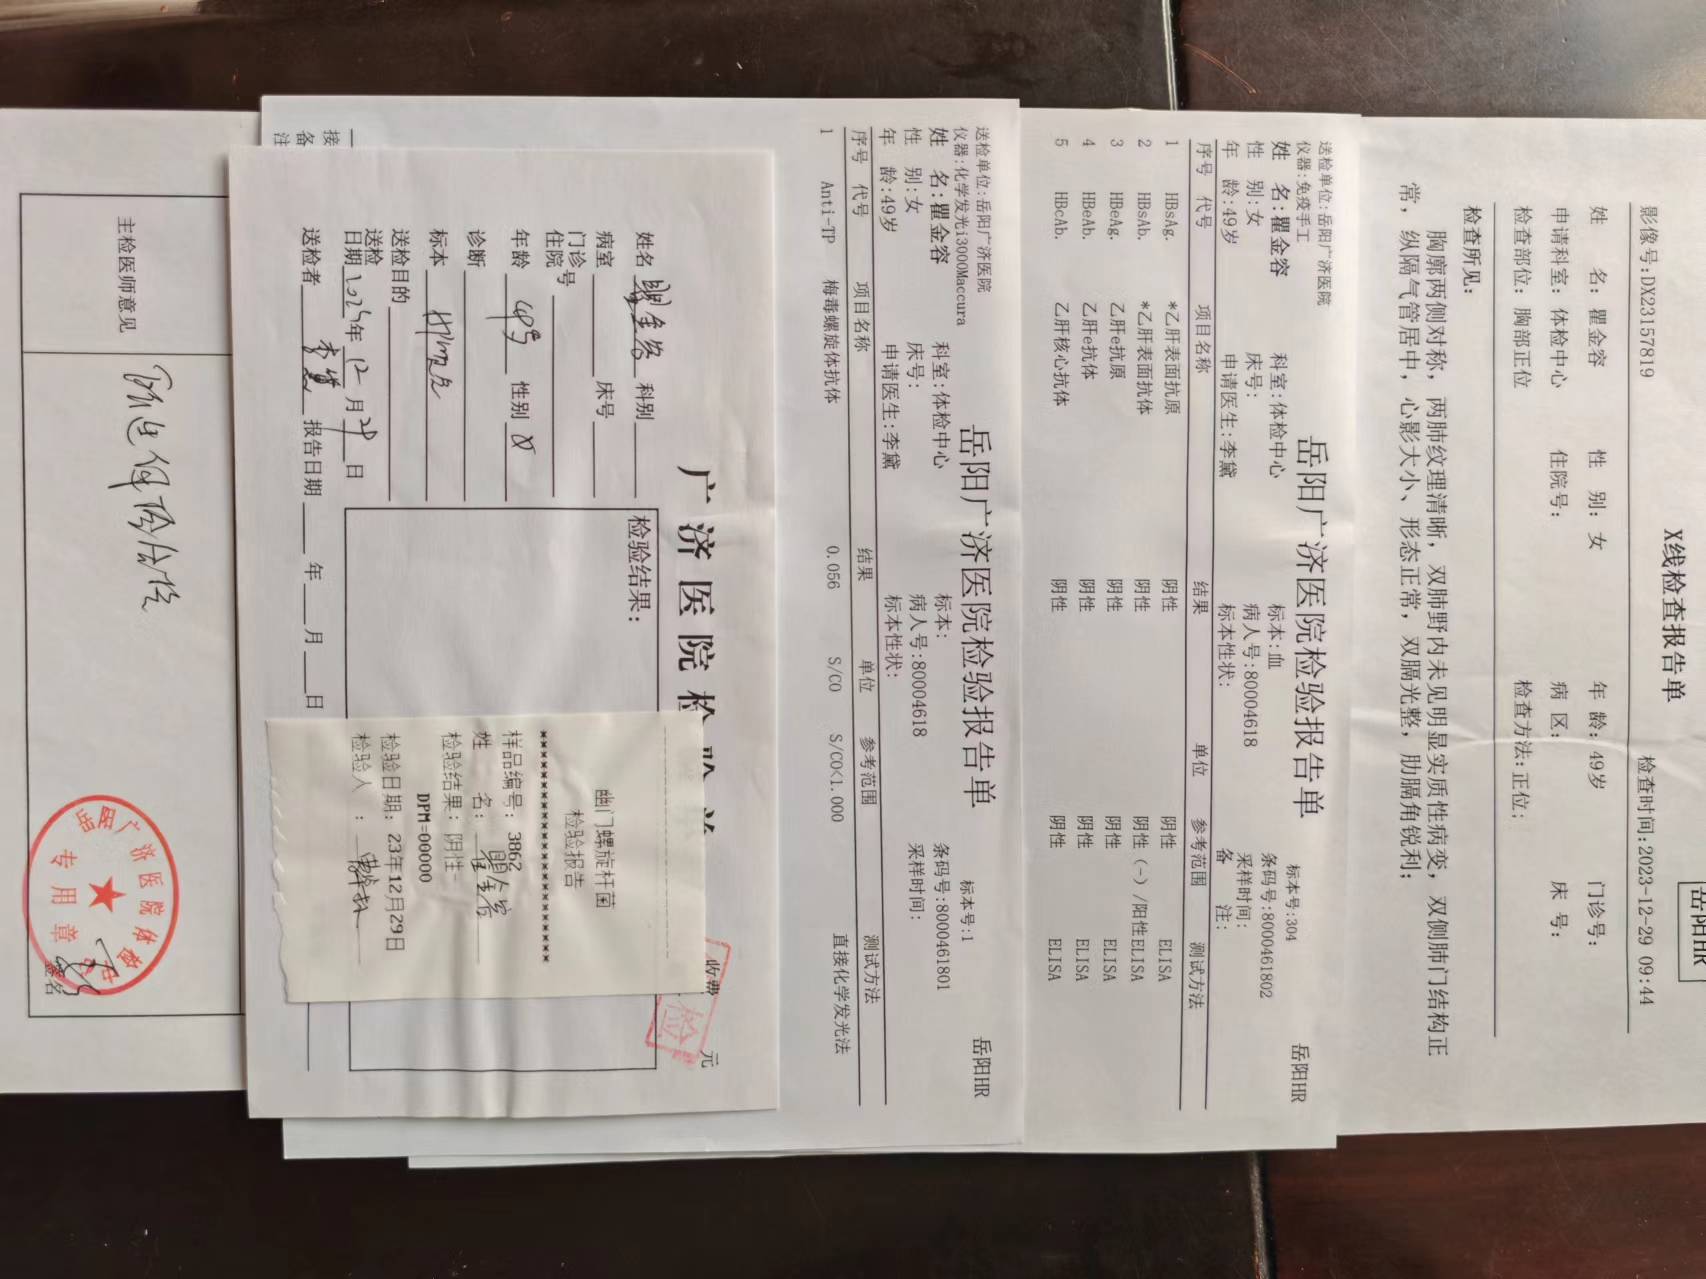 岳阳HR
X线检查报告单
影像号:DX23157819 检查时间:2023-12-29 09:44
姓 名: 瞿金容 性 别: 女 年 龄: 49岁 门诊号:
申请科室: 体检中心 住院号: 病 区: 床 号:
检查部位: 胸部正位 检查方法: 正位;
检查所见:
胸廓两侧对称, 两肺纹理清晰, 双肺野内未见明显实质性病变, 双侧肺门结构正
常, 纵隔气管居中, 心影大小、形态正常, 双膈光整, 肋膈角锐利;
岳阳HR
岳阳广济医院检验报告单
送检单位:岳阳广济医院
仪器:免疫手工 标本号:304
姓 名:瞿金容 科室:体检中心 标本:血 条码号:8000461802
性 别:女 床号: 病人号:80004618 采样时间:
年 龄:49岁 申请医生:李黛 标本性状: 备 注:
序号 代号 项目名称 结果 单位 参考范围 测试方法
1 HBsAg. *乙肝表面抗原 阴性 阴性 ELISA
2 HBsAb. *乙肝表面抗体 阴性 阴性(-)/阳性ELISA
3 HBeAg. 乙肝e抗原 阴性 阴性 ELISA
4 HBeAb. 乙肝e抗体 阴性 阴性 ELISA
5 HBcAb. 乙肝核心抗体 阴性 阴性 ELISA
岳阳HR
岳阳广济医院检验报告单
送检单位:岳阳广济医院
仪器:化学发光i3000Maccura 标本号:1
姓 名:瞿金容 科室:体检中心 标本: 条码号:8000461801
性 别:女 床号: 病人号:80004618 采样时间:
年 龄:49岁 申请医生:李黛 标本性状:
序号 代号 项目名称 结果 单位 参考范围 测试方法
1 Anti-TP 梅毒螺旋体抗体 0.056 S/CO S/CO<1.000 直接化学发光法
接
备
注
广济医院检验单
收费 元
检
姓名 瞿金容 科别
病室 床号
门诊号
住院
年龄 49岁 性别 女
诊断
标本
送检目的
送检日期 2023年12月29日
送检者 李黛 报告日期 年 月 日
检验结果:
幽门螺旋杆菌
检验报告
********************
样品编号: 3862
姓 名: 瞿金容
检验结果: 阴性-
DPM=00000
检验日期: 23年12月29日
检验人 :
主检医师意见
签名
岳阳广济医院体检中心
专用章